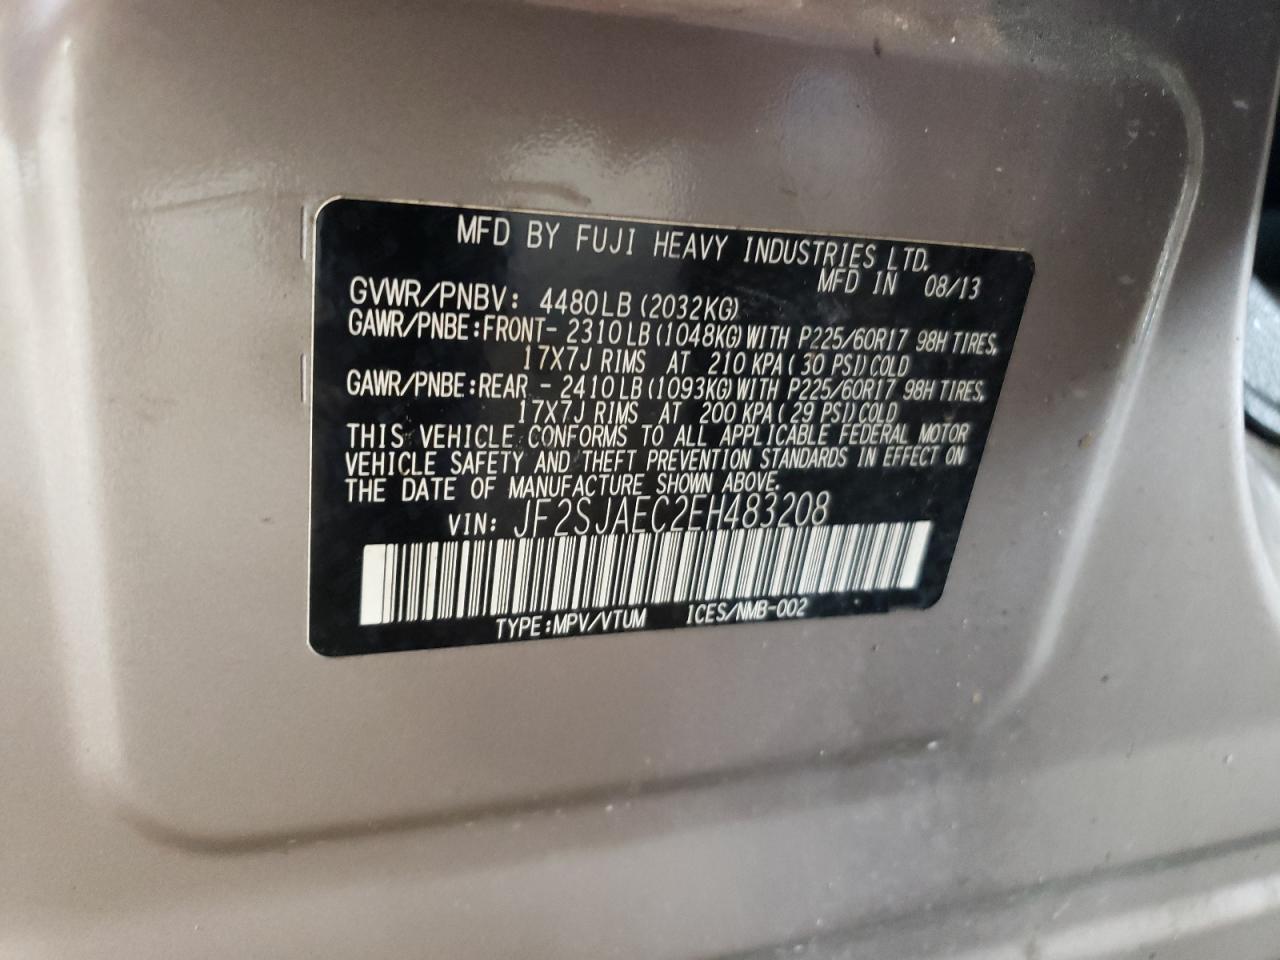 MFD BY FUJI HEAVY INDUSTRIES LTD.
MFD IN 08/13
GVWR/PNBV: 4480LB (2032KG)
GAWR/PNBE:FRONT- 2310LB (1048KG) WITH P225/60R17 98H TIRES,
17X7J RIMS AT 210 KPA (30 PSI) COLD
GAWR/PNBE:REAR - 2410LB (1093KG) WITH P225/60R17 98H TIRES,
17X7J RIMS AT 200 KPA (29 PSI) COLD
THIS VEHICLE CONFORMS TO ALL APPLICABLE FEDERAL MOTOR
VEHICLE SAFETY AND THEFT PREVENTION STANDARDS IN EFFECT ON
THE DATE OF MANUFACTURE SHOWN ABOVE.
VIN: JF2SJAEC2EH483208
TYPE:MPV/VTUM ICES/NMB-002